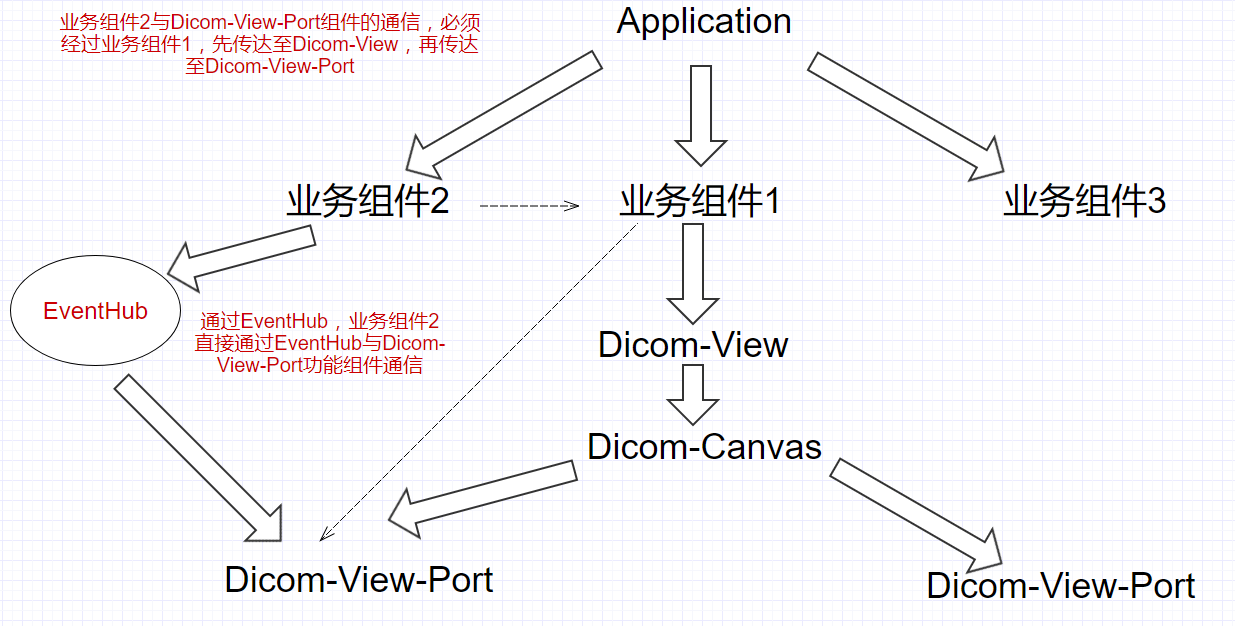 业务组件2与Dicom-View-Port组件的通信，必须
经过业务组件1，先传达至Dicom-View，再传达
至Dicom-View-Port
Application
业务组件2
业务组件1
业务组件3
EventHub
通过EventHub，业务组件2
直接通过EventHub与Dicom-
View-Port功能组件通信
Dicom-View
Dicom-Canvas
Dicom-View-Port
Dicom-View-Port